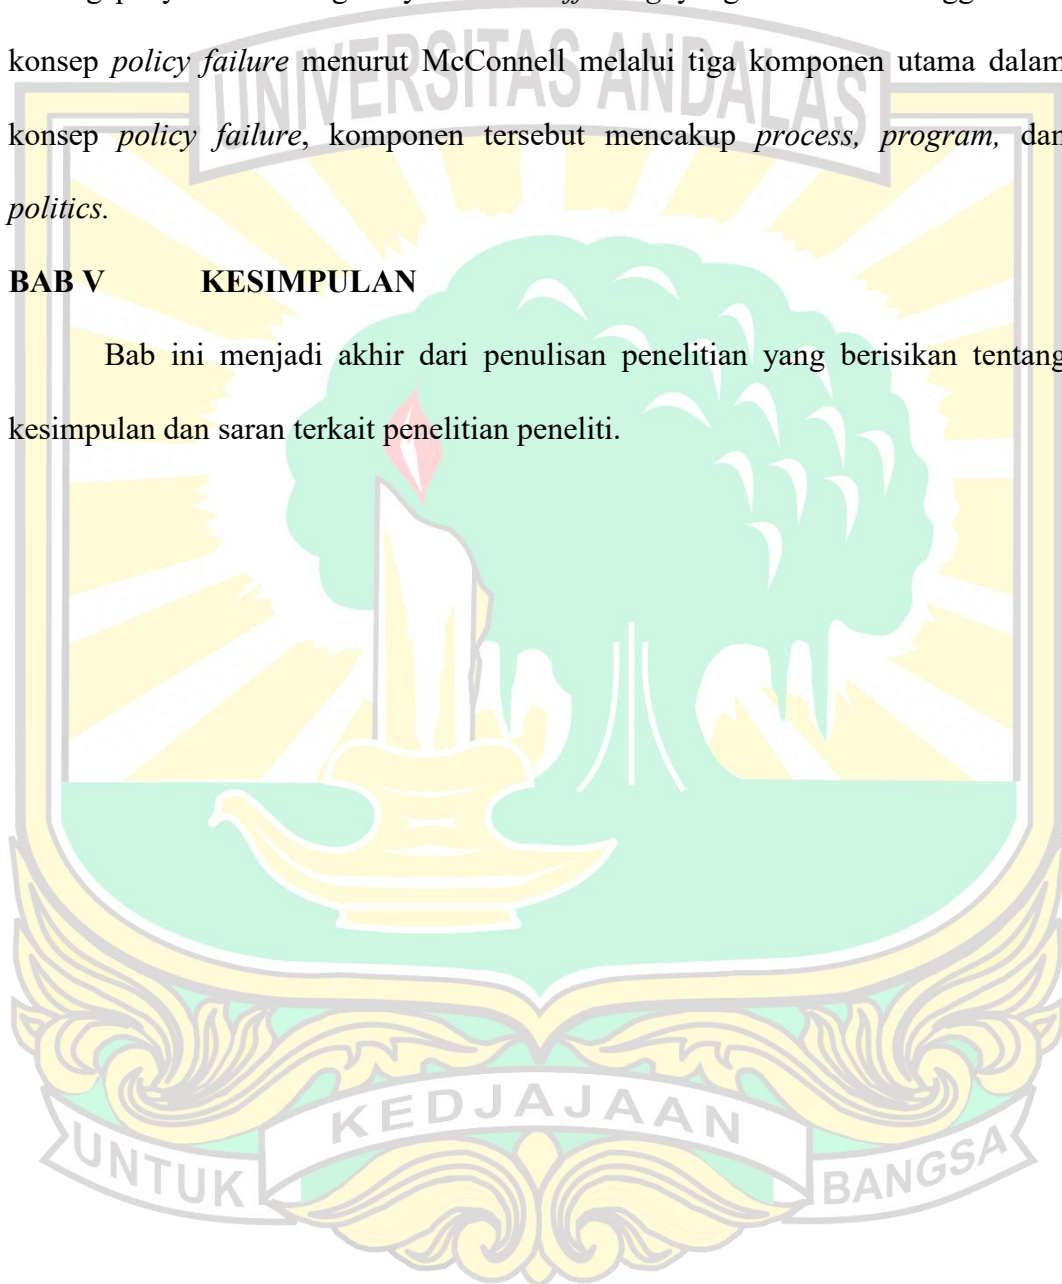 konsep policy failure menurut McConnell melalui tiga komponen utama dalam
konsep policy failure, komponen tersebut mencakup process, program, dan
politics.
BAB V KESIMPULAN
Bab ini menjadi akhir dari penulisan penelitian yang berisikan tentang
kesimpulan dan saran terkait penelitian peneliti.
UNIVERSITAS ANDALAS
UNTUK KEDJAJAAN BANGSA